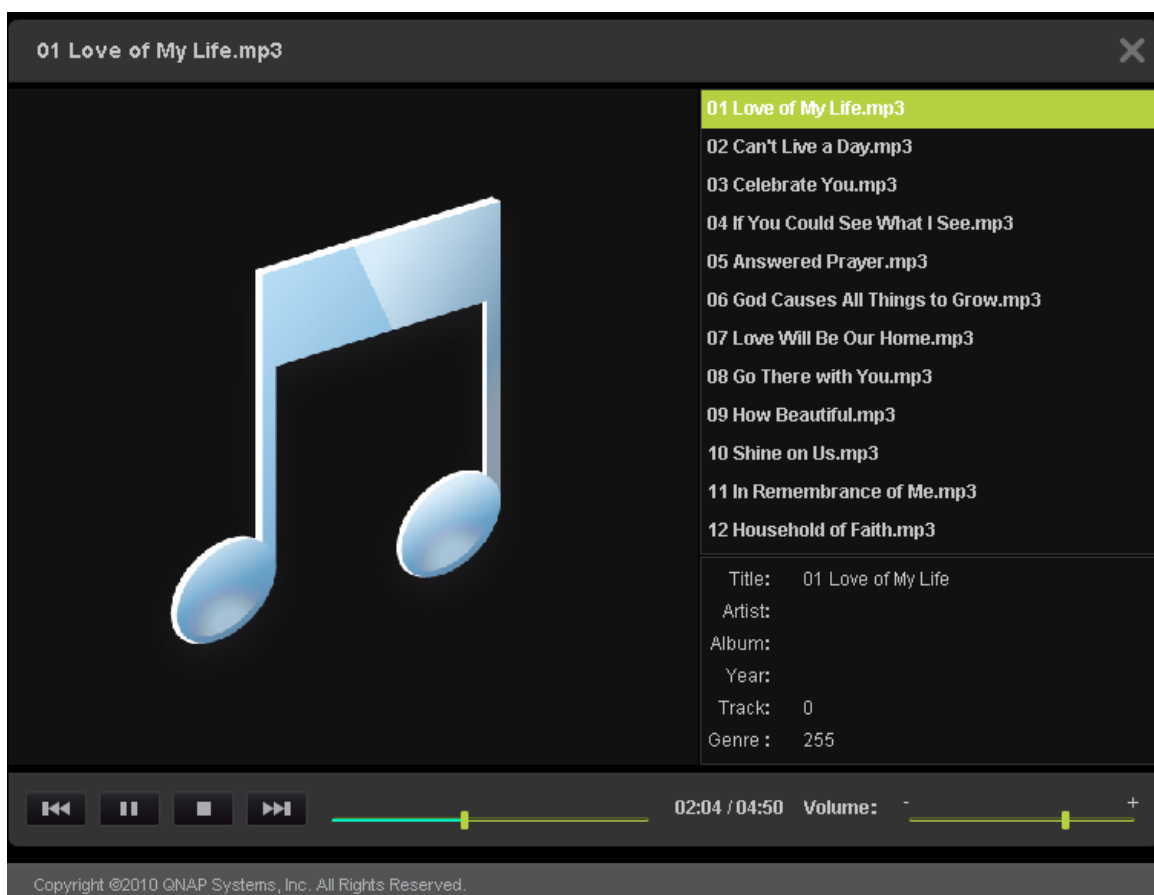 01 Love of My Life.mp3
01 Love of My Life.mp3
02 Can't Live a Day.mp3
03 Celebrate You.mp3
04 If You Could See What I See.mp3
05 Answered Prayer.mp3
06 God Causes All Things to Grow.mp3
07 Love Will Be Our Home.mp3
08 Go There with You.mp3
09 How Beautiful.mp3
10 Shine on Us.mp3
11 In Remembrance of Me.mp3
12 Household of Faith.mp3
Title: 01 Love of My Life
Artist:
Album:
Year:
Track: 0
Genre : 255
02:04 / 04:50 Volume: - +
Copyright ©2010 QNAP Systems, Inc. All Rights Reserved.